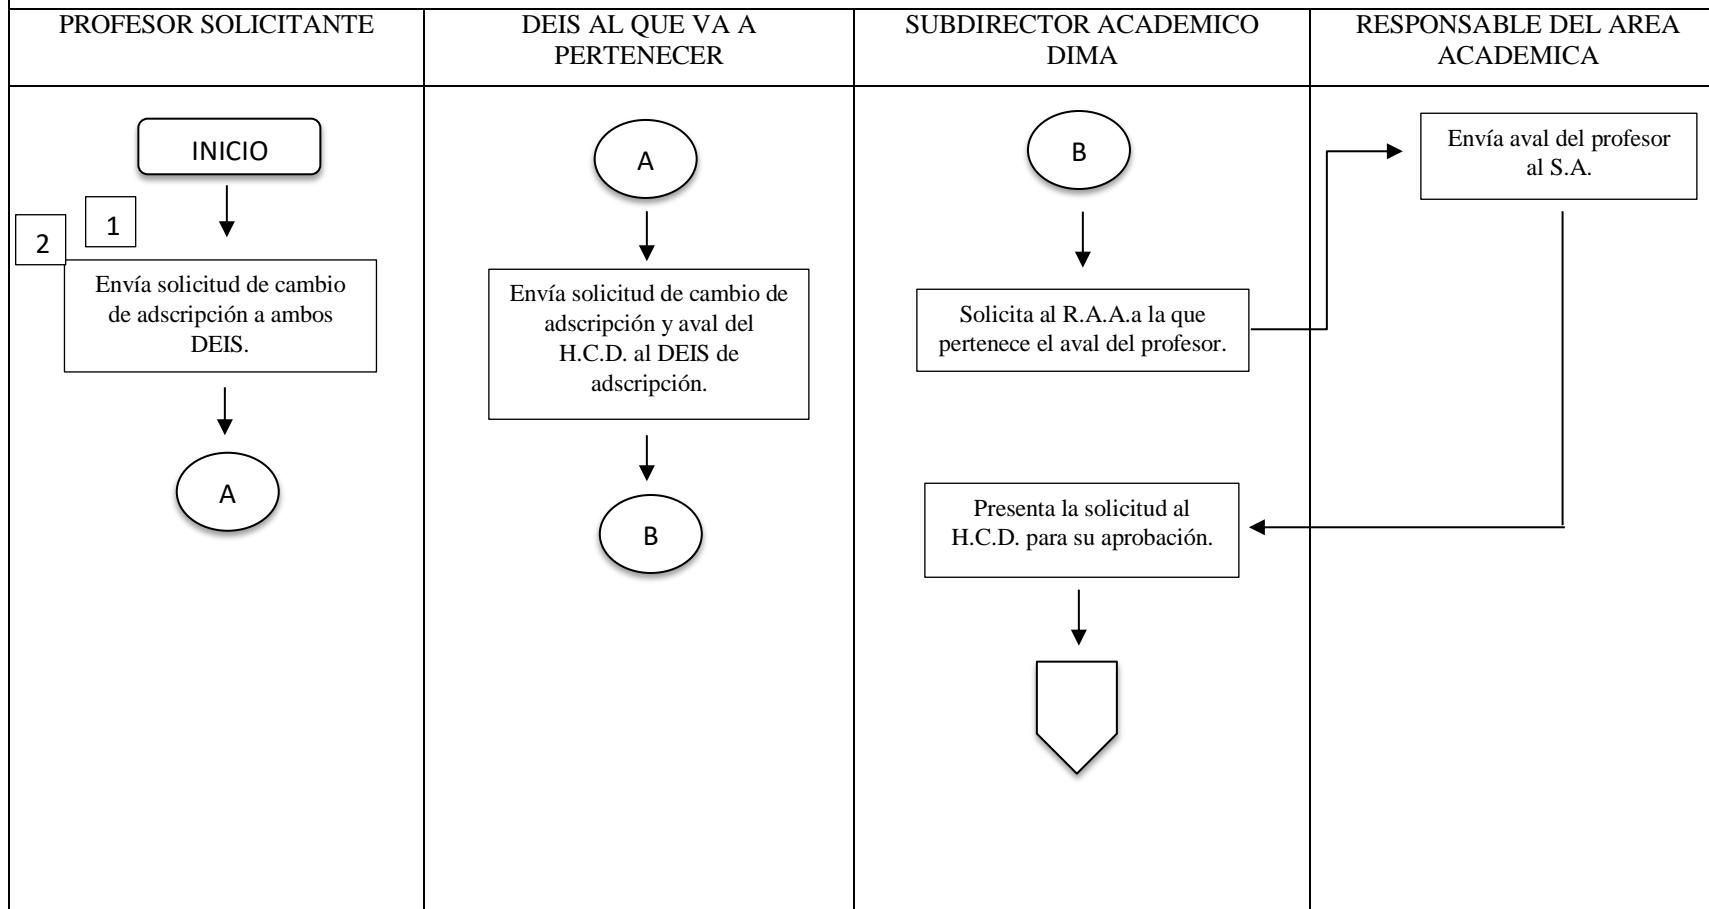 PROFESOR SOLICITANTE
DEIS AL QUE VA A
PERTENECER
SUBDIRECTOR ACADEMICO
DIMA
RESPONSABLE DEL AREA
ACADEMICA
INICIO
1
2
Envía solicitud de cambio
de adscripción a ambos
DEIS.
A
A
Envía solicitud de cambio de
adscripción y aval del
H.C.D. al DEIS de
adscripción.
B
B
Solicita al R.A.A.a la que
pertenece el aval del profesor.
Presenta la solicitud al
H.C.D. para su aprobación.
Envía aval del profesor
al S.A.